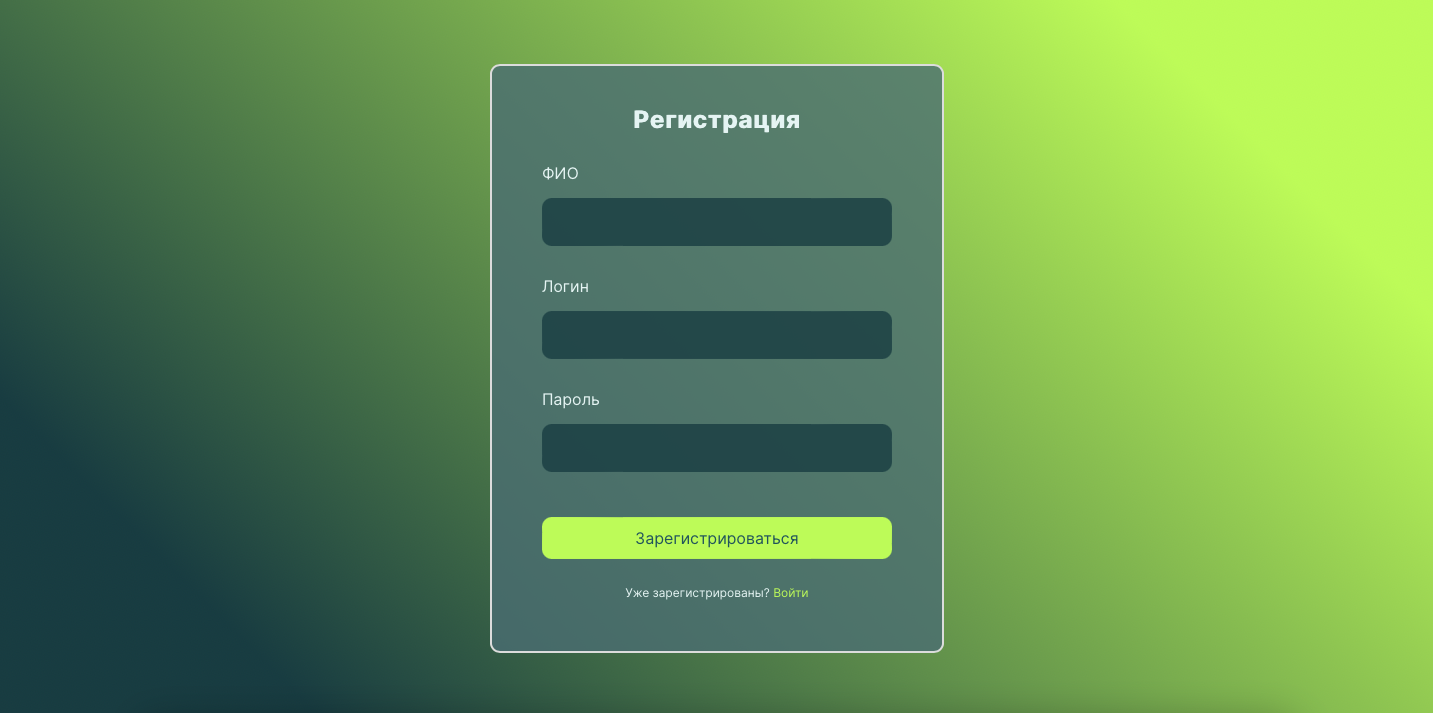 Регистрация
ФИО
Логин
Пароль
Зарегистрироваться
Уже зарегистрированы? Войти